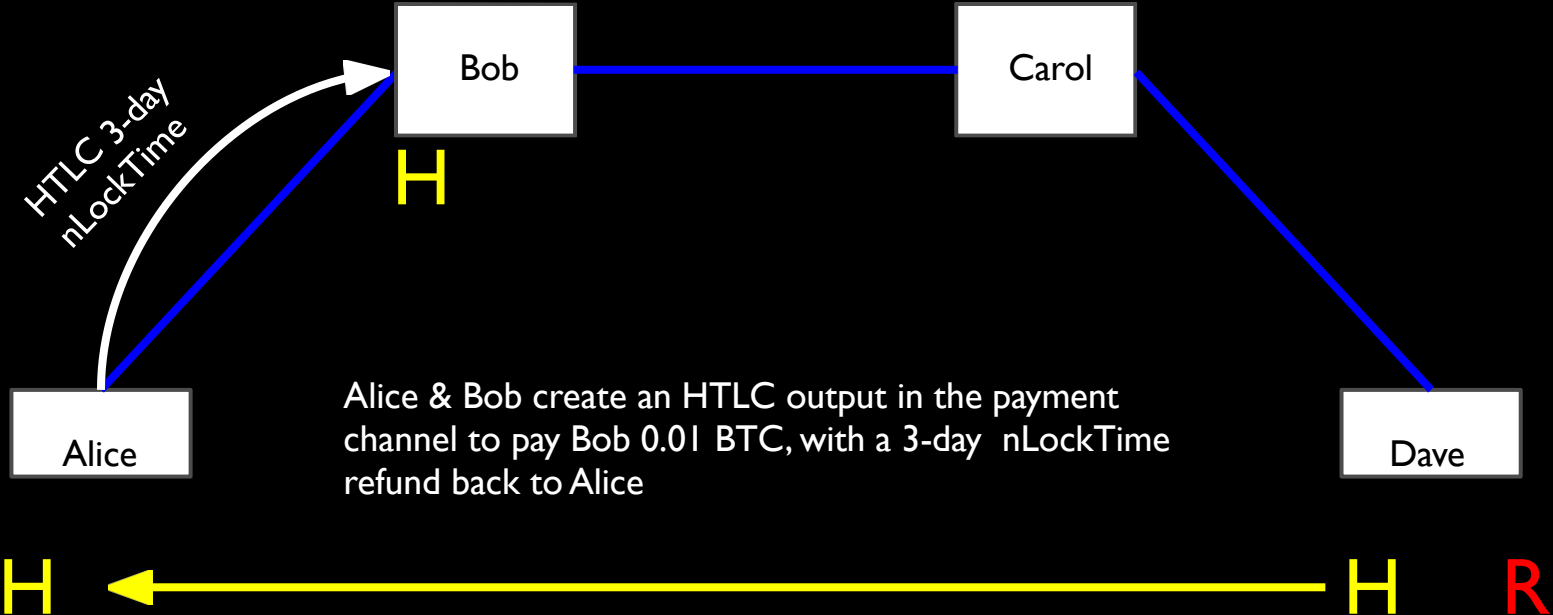 Bob
Carol
HTLC 3-day
nLockTime
H
Alice & Bob create an HTLC output in the payment
channel to pay Bob 0.01 BTC, with a 3-day nLockTime
refund back to Alice
Alice
Dave
H
H
R